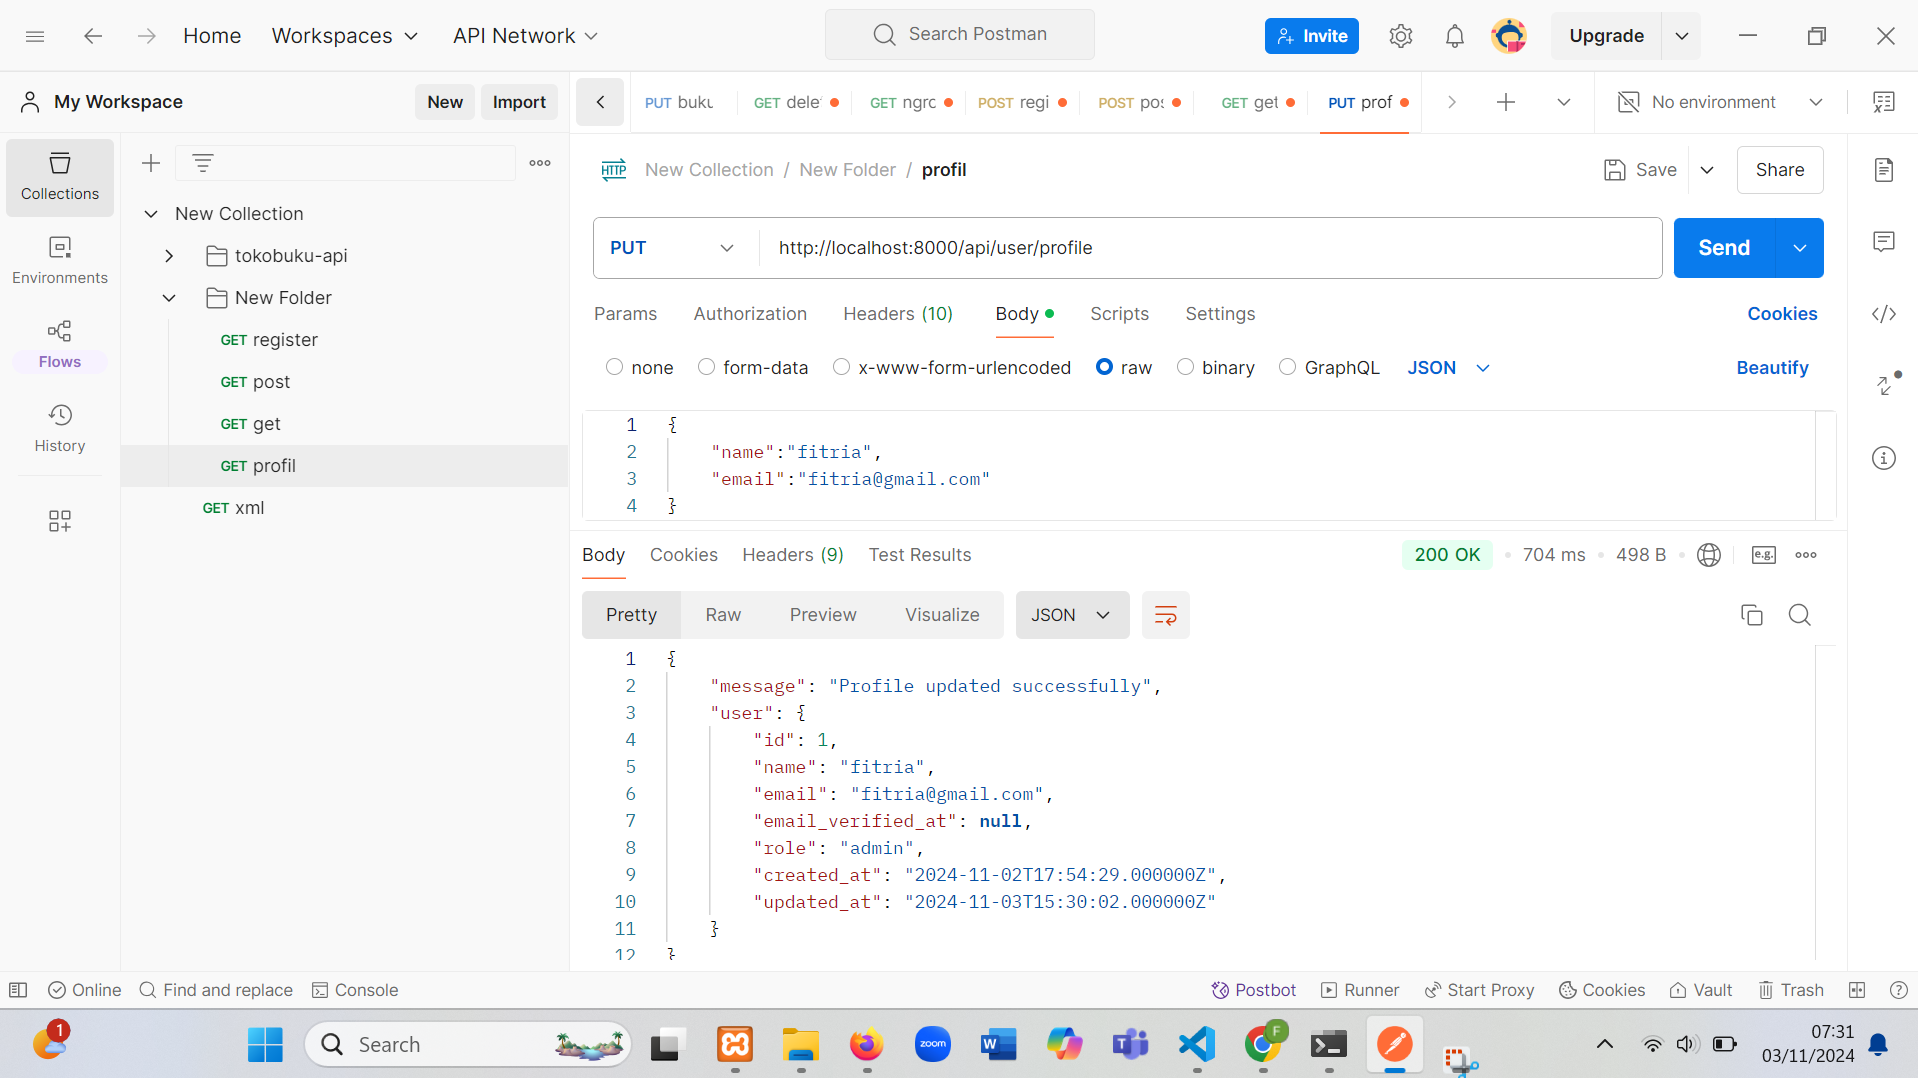 Home Workspaces API Network Search Postman Invite Upgrade
My Workspace New Import PUT buku GET dele GET ngrc POST regi POST pos GET get PUT prof No environment
Collections
Environments
Flows
History
New Collection
tokobuku-api
New Folder
GET register
GET post
GET get
GET profil
GET xml
HTTP New Collection / New Folder / profil Save Share
PUT http://localhost:8000/api/user/profile Send
Params Authorization Headers (10) Body Scripts Settings Cookies
none form-data x-www-form-urlencoded raw binary GraphQL JSON Beautify
1 {
2 "name":"fitria",
3 "email":"fitria@gmail.com"
4 }
Body Cookies Headers (9) Test Results 200 OK 704 ms 498 B e.g.
Pretty Raw Preview Visualize JSON
1 {
2 "message": "Profile updated successfully",
3 "user": {
4 "id": 1,
5 "name": "fitria",
6 "email": "fitria@gmail.com",
7 "email_verified_at": null,
8 "role": "admin",
9 "created_at": "2024-11-02T17:54:29.000000Z",
10 "updated_at": "2024-11-03T15:30:02.000000Z"
11 }
12 }
Online Find and replace Console Postbot Runner Start Proxy Cookies Vault Trash
1 Search zoom W T F 07:31
03/11/2024